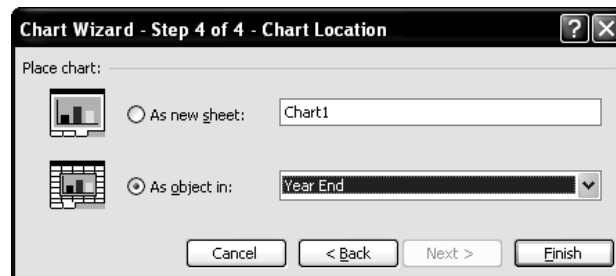 Chart Wizard - Step 4 of 4 - Chart Location
Place chart:
As new sheet: Chart1
As object in: Year End
Cancel < Back Next > Finish